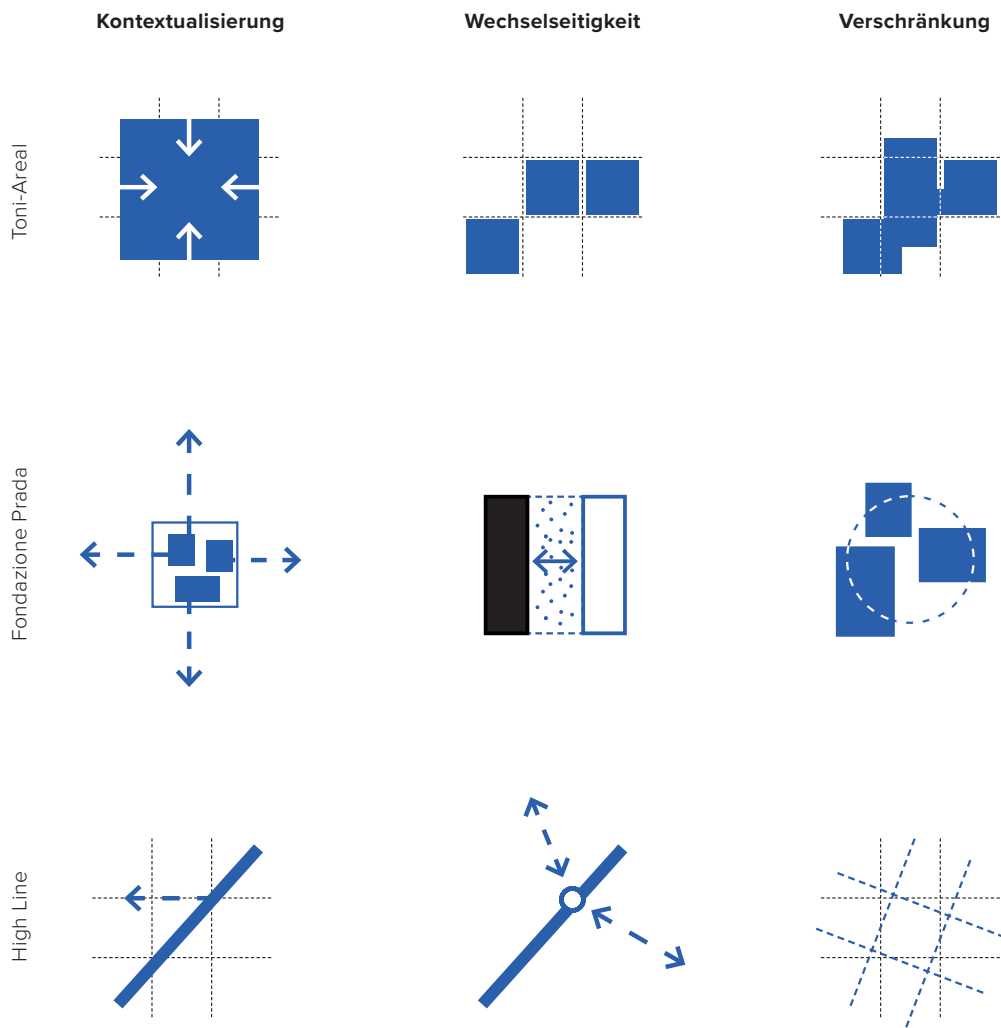 Kontextualisierung
Wechselseitigkeit
Verschränkung
Toni-Areal
Fondazione Prada
High Line